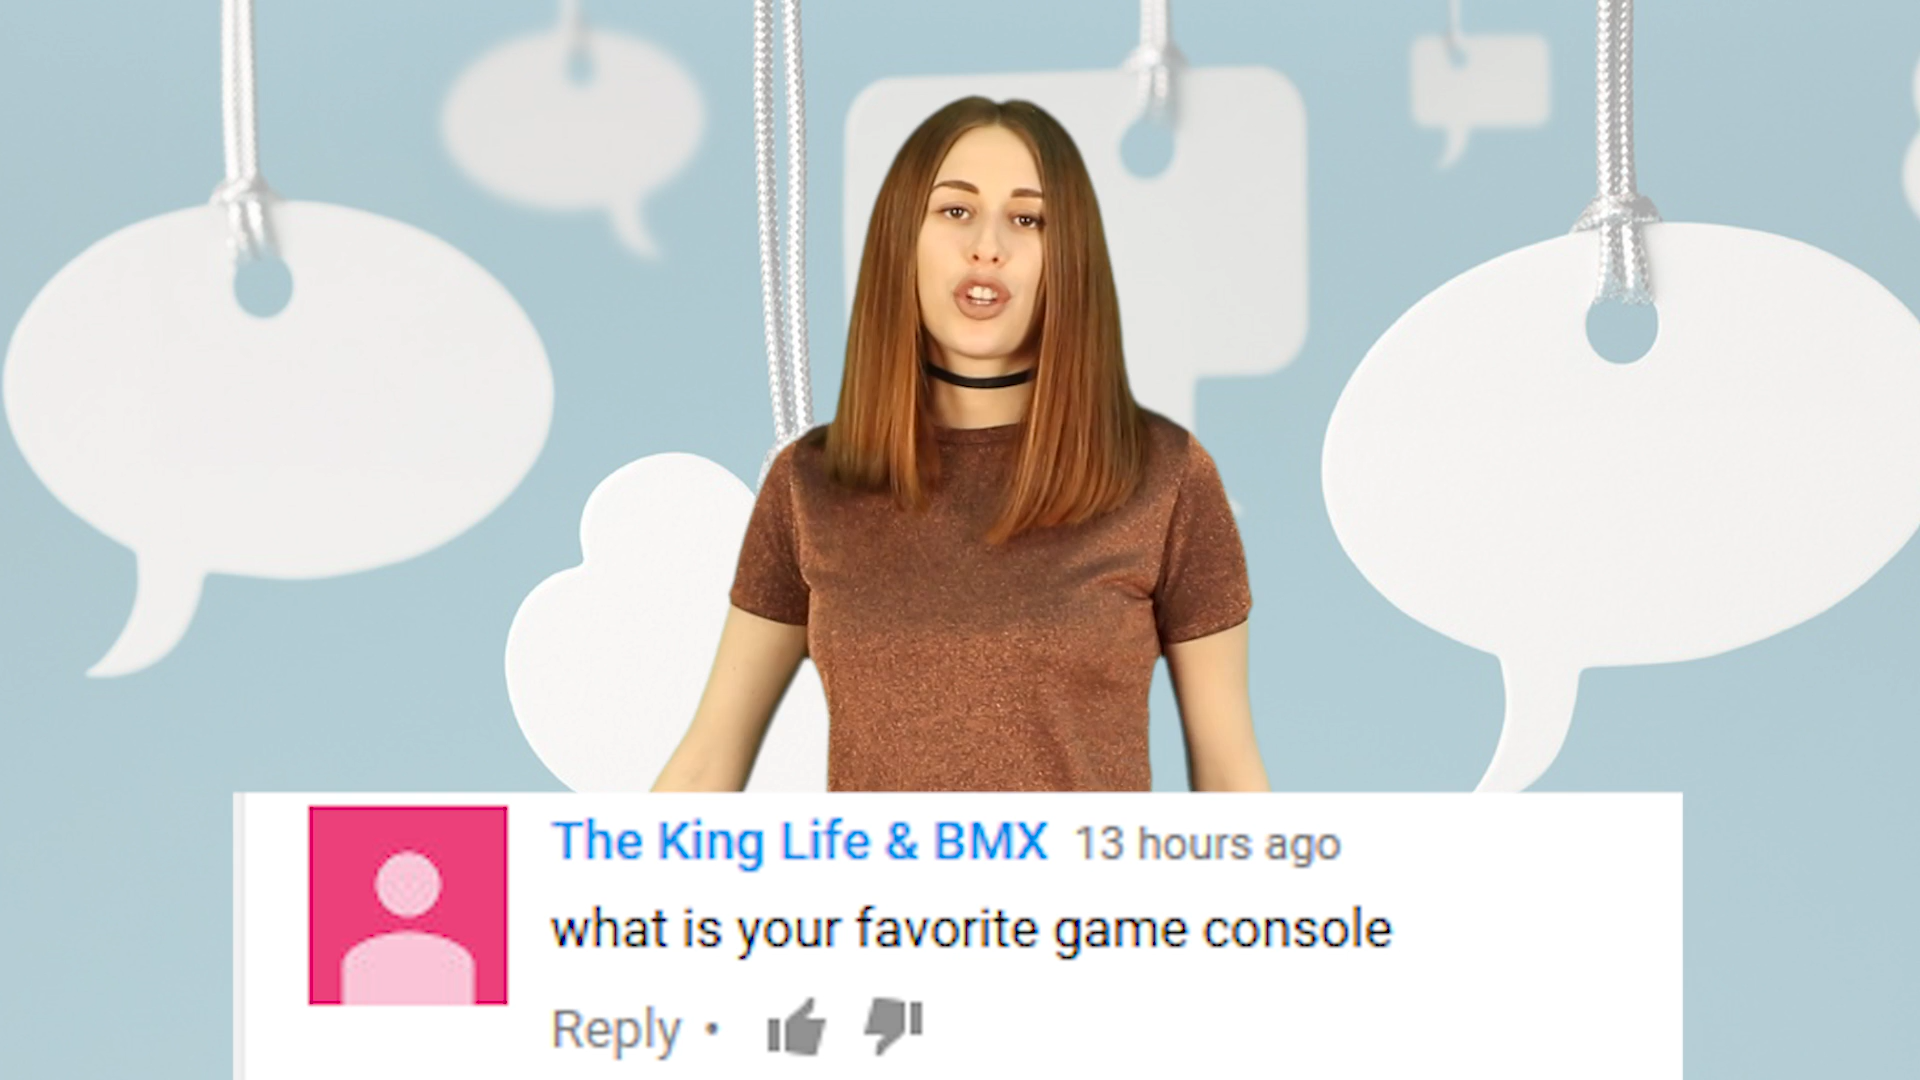 The King Life & BMX 13 hours ago
what is your favorite game console
Reply •